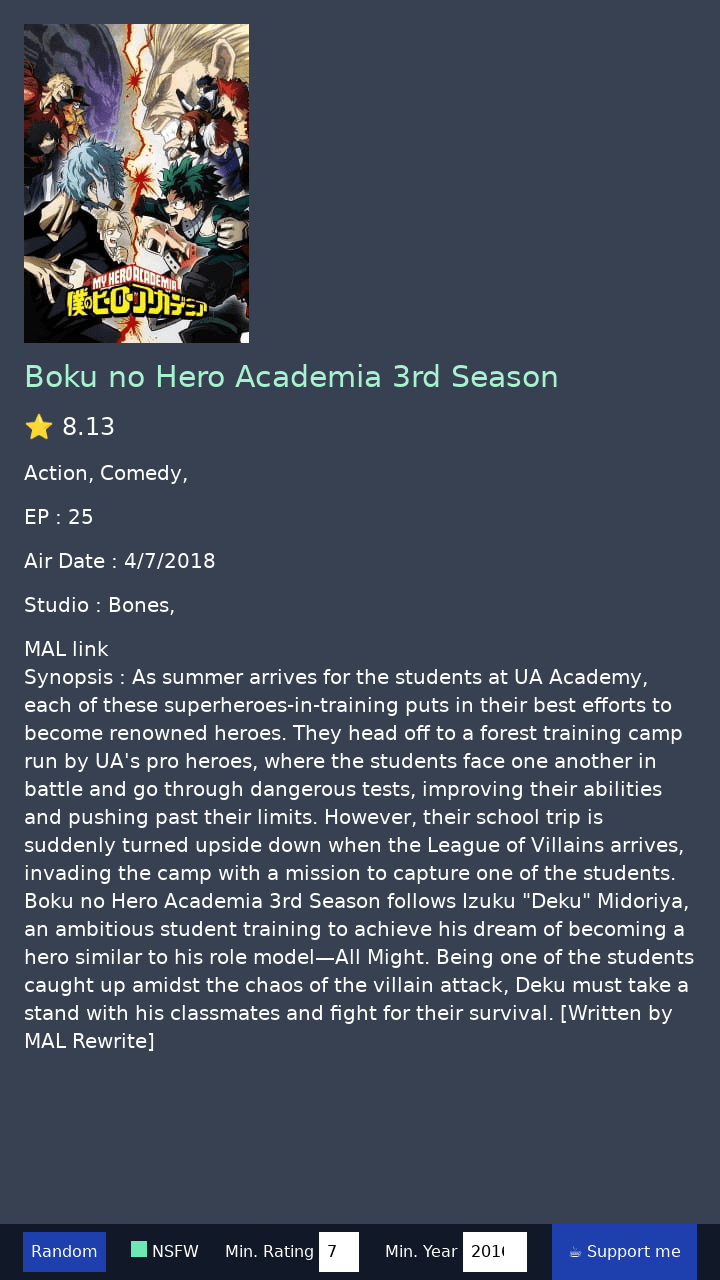 MY HERO ACADEMIA
僕のヒーローアカデミア
Boku no Hero Academia 3rd Season
⭐ 8.13
Action, Comedy,
EP : 25
Air Date : 4/7/2018
Studio : Bones,
MAL link
Synopsis : As summer arrives for the students at UA Academy,
each of these superheroes-in-training puts in their best efforts to
become renowned heroes. They head off to a forest training camp
run by UA's pro heroes, where the students face one another in
battle and go through dangerous tests, improving their abilities
and pushing past their limits. However, their school trip is
suddenly turned upside down when the League of Villains arrives,
invading the camp with a mission to capture one of the students.
Boku no Hero Academia 3rd Season follows Izuku "Deku" Midoriya,
an ambitious student training to achieve his dream of becoming a
hero similar to his role model—All Might. Being one of the students
caught up amidst the chaos of the villain attack, Deku must take a
stand with his classmates and fight for their survival. [Written by
MAL Rewrite]
Random NSFW Min. Rating 7 Min. Year 201 ☕ Support me